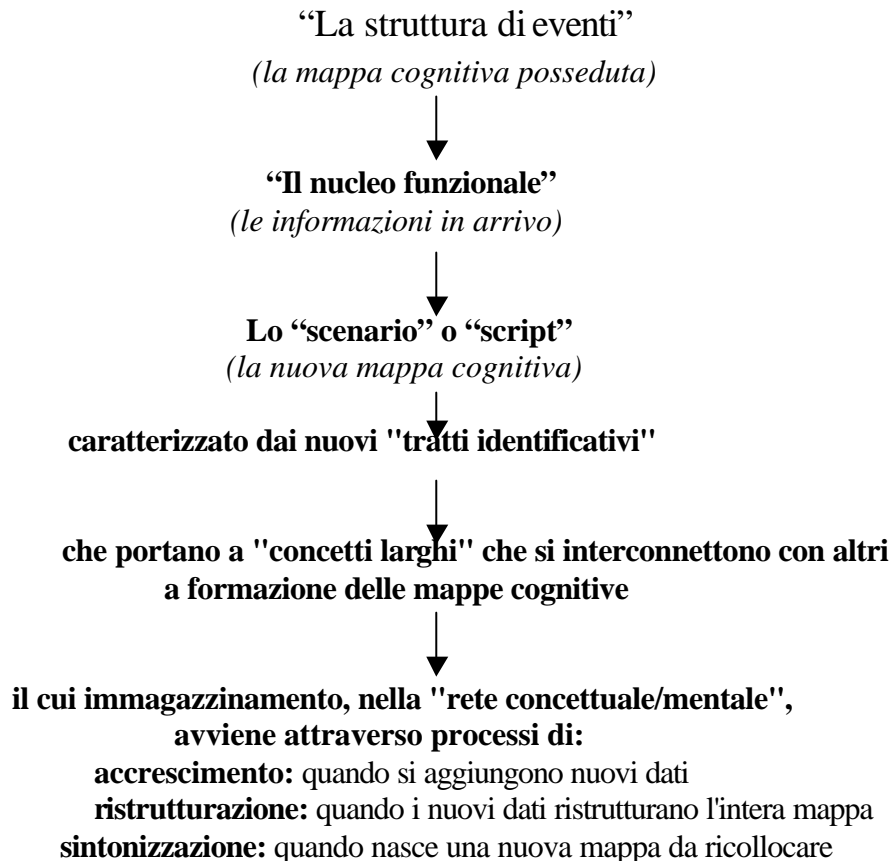 “La struttura di eventi”
(la mappa cognitiva posseduta)
“Il nucleo funzionale”
(le informazioni in arrivo)
Lo “scenario” o “script”
(la nuova mappa cognitiva)
caratterizzato dai nuovi "tratti identificativi"
che portano a "concetti larghi" che si interconnettono con altri
a formazione delle mappe cognitive
il cui immagazzinamento, nella "rete concettuale/mentale",
avviene attraverso processi di:
accrescimento: quando si aggiungono nuovi dati
ristrutturazione: quando i nuovi dati ristrutturano l'intera mappa
sintonizzazione: quando nasce una nuova mappa da ricollocare